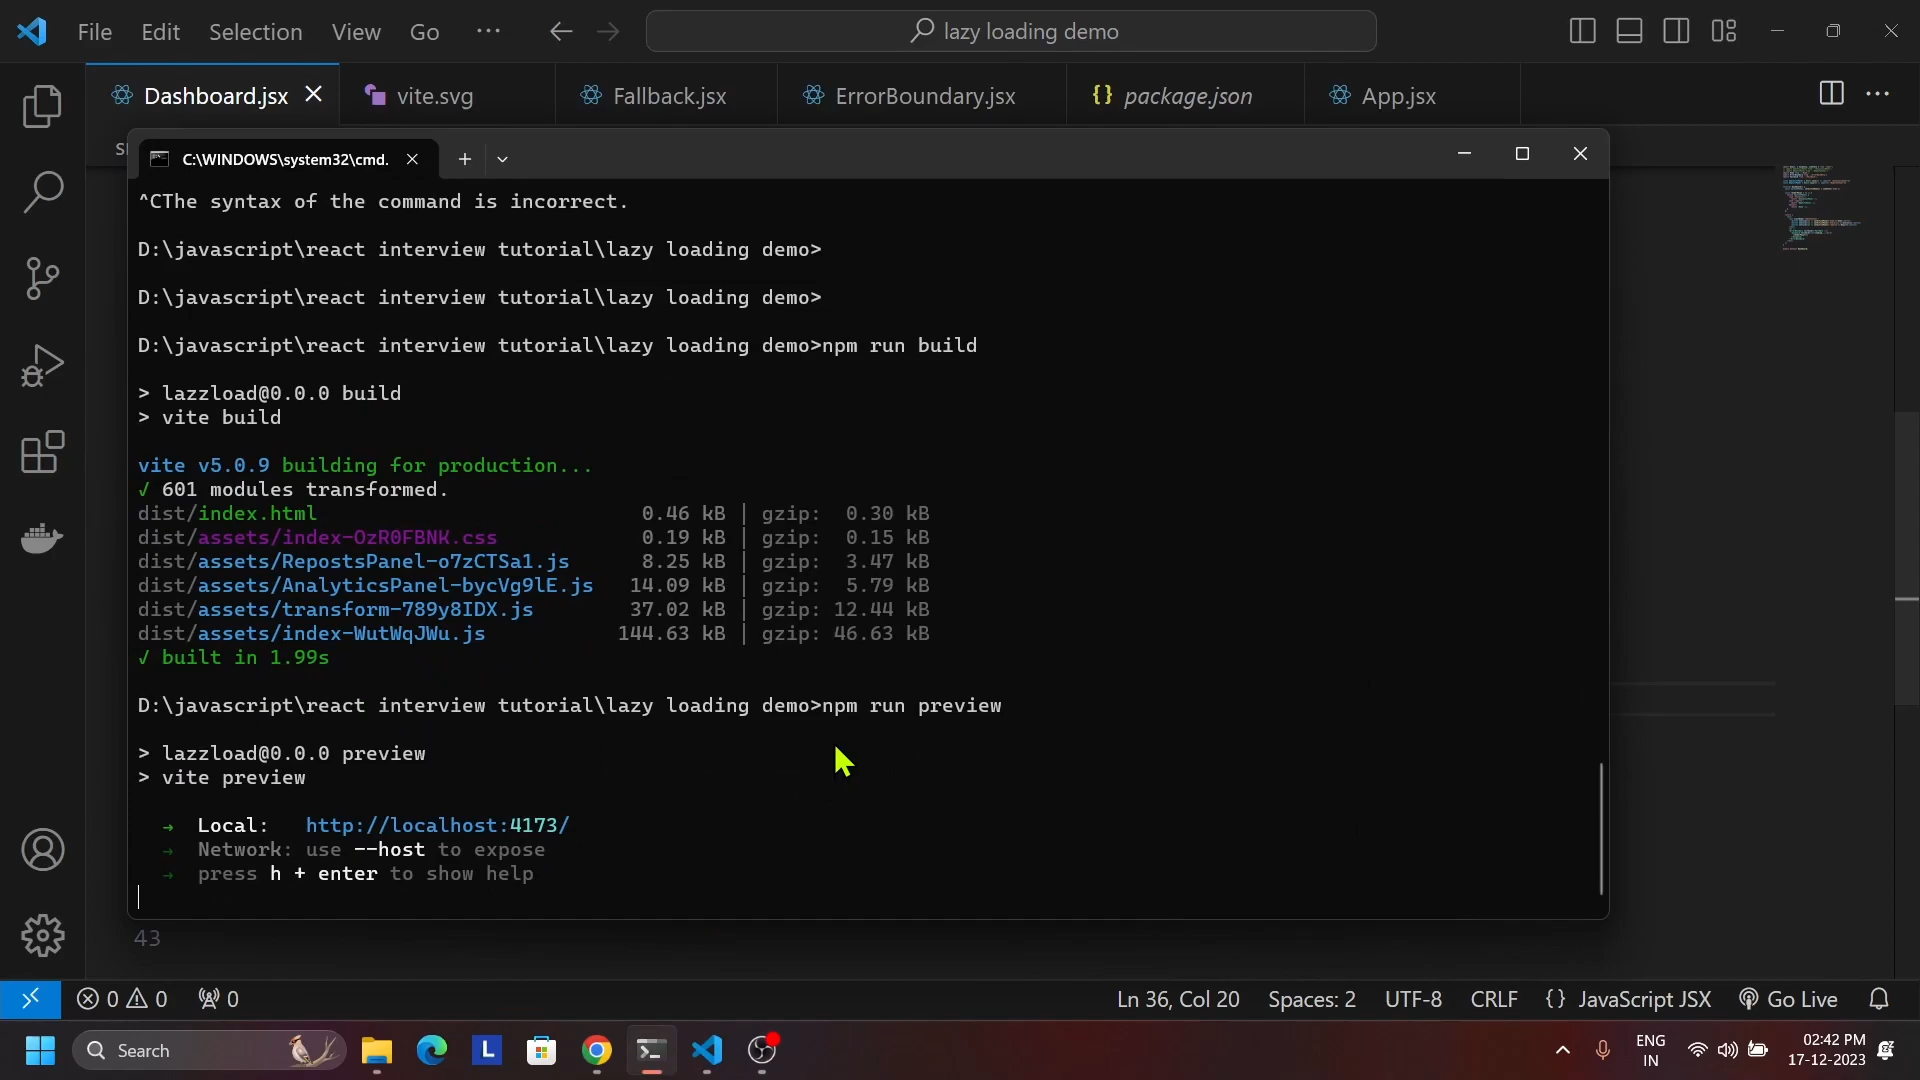 File Edit Selection View Go ··· lazy loading demo
Dashboard.jsx vite.svg Fallback.jsx ErrorBoundary.jsx {} package.json App.jsx
C:\WINDOWS\system32\cmd.
^CThe syntax of the command is incorrect.
D:\javascript\react interview tutorial\lazy loading demo>
D:\javascript\react interview tutorial\lazy loading demo>
D:\javascript\react interview tutorial\lazy loading demo>npm run build
> lazzload@0.0.0 build
> vite build
vite v5.0.9 building for production...
√ 601 modules transformed.
dist/index.html 0.46 kB │ gzip: 0.30 kB
dist/assets/index-OzR0FBNK.css 0.19 kB │ gzip: 0.15 kB
dist/assets/RepostsPanel-o7zCTSa1.js 8.25 kB │ gzip: 3.47 kB
dist/assets/AnalyticsPanel-bycVg9lE.js 14.09 kB │ gzip: 5.79 kB
dist/assets/transform-789y8IDX.js 37.02 kB │ gzip: 12.44 kB
dist/assets/index-WutWqJWu.js 144.63 kB │ gzip: 46.63 kB
√ built in 1.99s
D:\javascript\react interview tutorial\lazy loading demo>npm run preview
> lazzload@0.0.0 preview
> vite preview
➜ Local: http://localhost:4173/
➜ Network: use --host to expose
➜ press h + enter to show help
43
0 0 0 Ln 36, Col 20 Spaces: 2 UTF-8 CRLF {} JavaScript JSX Go Live
Search L ENG 02:42 PM
IN 17-12-2023